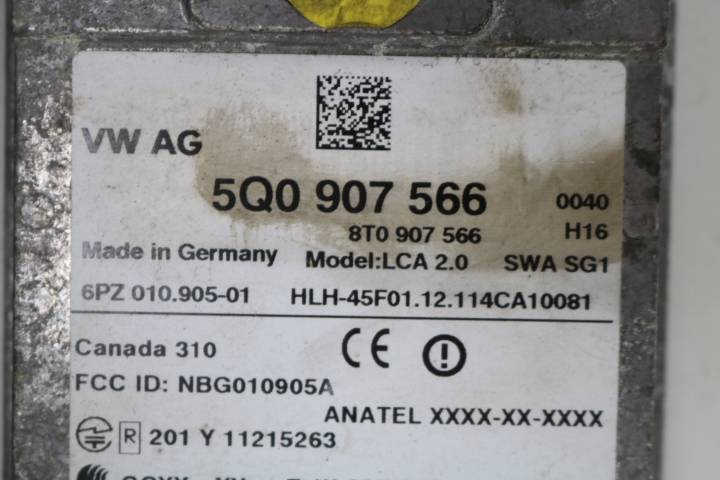 VW AG
5Q0 907 566 0040
8T0 907 566 H16
Made in Germany Model:LCA 2.0 SWA SG1
6PZ 010.905-01 HLH-45F01.12.114CA10081
Canada 310 CE
FCC ID: NBG010905A
ANATEL XXXX-XX-XXXX
R 201 Y 11215263